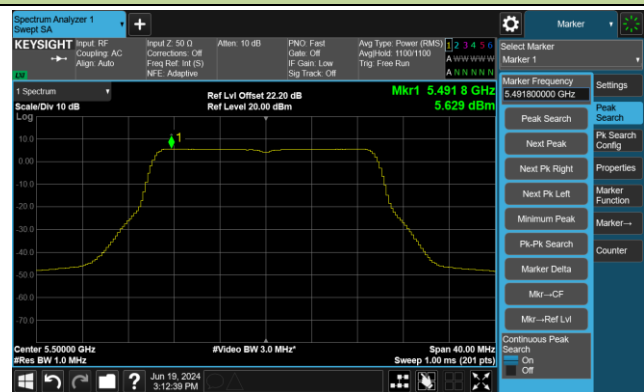 Spectrum Analyzer 1
Swept SA
Marker
KEYSIGHT
Input: RF
Coupling: AC
Align: Auto
Input Z: 50 Ω
Corrections: Off
Freq Ref: Int (S)
NFE: Adaptive
Atten: 10 dB
PNO: Fast
Gate: Off
IF Gain: Low
Sig Track: Off
Avg Type: Power (RMS)
Avg|Hold: 1100/1100
Trig: Free Run
1 2 3 4 5 6
A W W W W W
A N N N N N
LW
Select Marker
Marker 1
1 Spectrum
Scale/Div 10 dB
Log
Ref Lvl Offset 22.20 dB
Ref Level 20.00 dBm
Mkr1 5.491 8 GHz
5.629 dBm
1
10.0
0.00
-10.0
-20.0
-30.0
-40.0
-50.0
-60.0
-70.0
Center 5.50000 GHz
#Res BW 1.0 MHz
#Video BW 3.0 MHz*
Span 40.00 MHz
Sweep 1.00 ms (201 pts)
Marker Frequency
5.491800000 GHz
Peak Search
Next Peak
Next Pk Right
Next Pk Left
Minimum Peak
Pk-Pk Search
Marker Delta
Mkr→CF
Mkr→Ref Lvl
Continuous Peak
Search
On
Off
Settings
Peak
Search
Pk Search
Config
Properties
Marker
Function
Marker→
Counter
?
Jun 19, 2024
3:12:39 PM